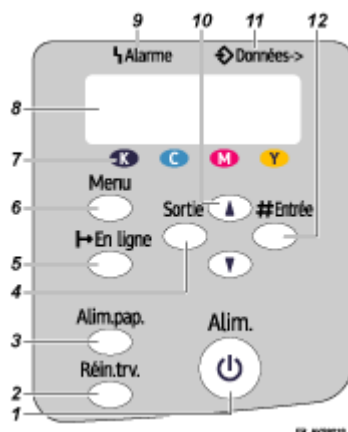 9 10 11 12
Alarme Données->
8
7 K C M Y
Menu
6 Sortie #Entrée
En ligne
5
4
Alim.pap. Alim.
3
Réin.trv.
2
1